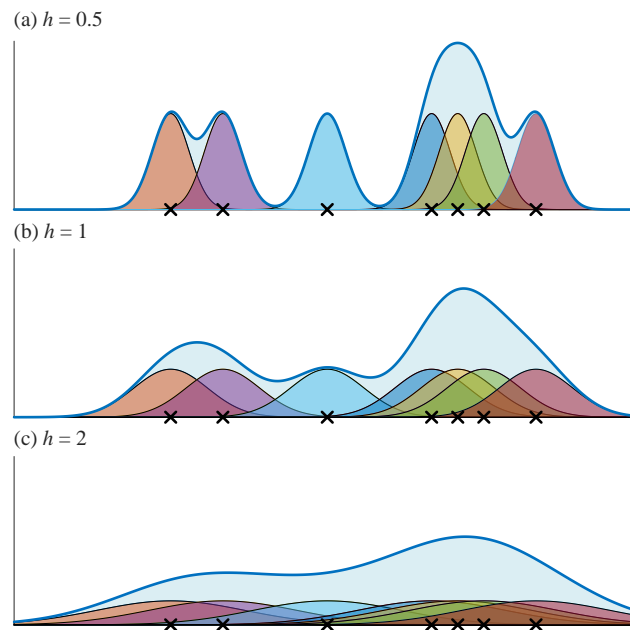 (a) h = 0.5
(b) h = 1
(c) h = 2